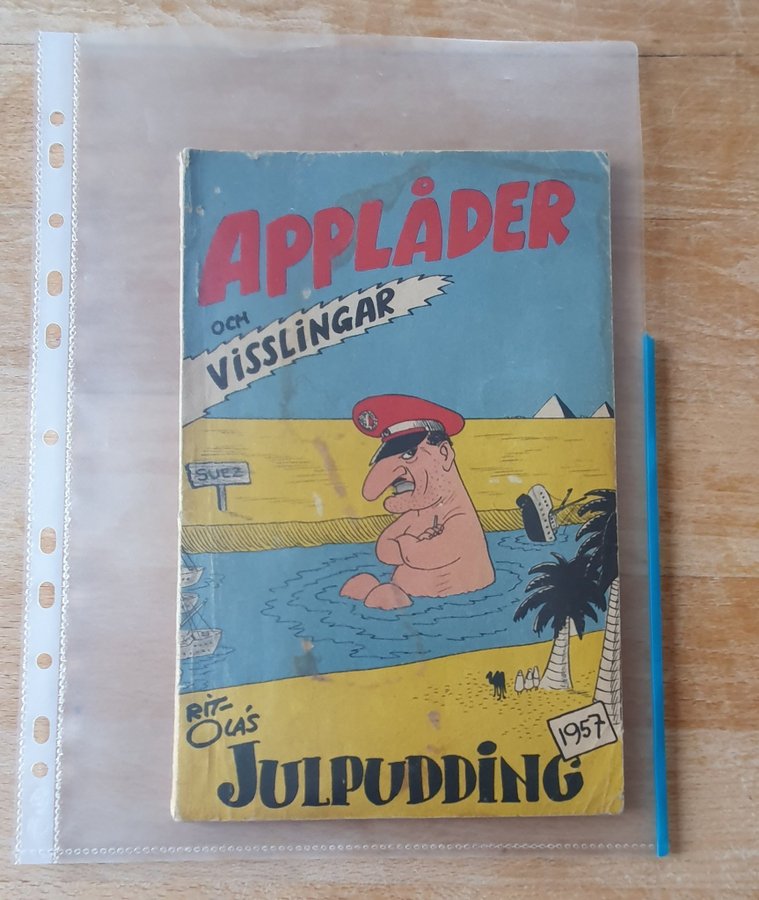 APPLÅDER
OCH
VISSLINGAR
SUEZ
RIT-
OLA'S
1957
JULPUDDING